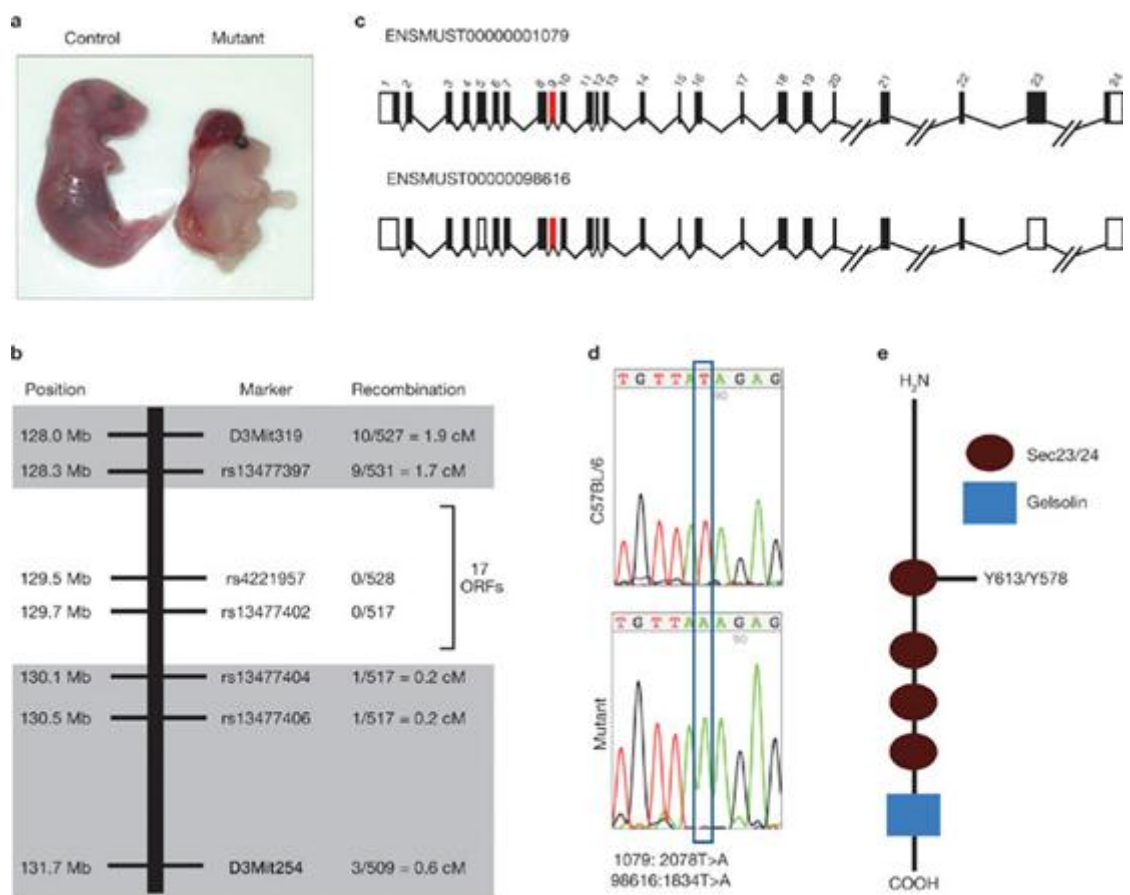 a
Control Mutant
c
ENSMUST00000001079
1 2 3 4 5 6 7 8 9 10 11 12 13 14 15 16 17 18 19 20 21 22 23 24
ENSMUST00000098616
b
Position Marker Recombination
128.0 Mb D3Mit319 10/527 = 1.9 cM
128.3 Mb rs13477397 9/531 = 1.7 cM
129.5 Mb rs4221957 0/528
129.7 Mb rs13477402 0/517
17
ORFs
130.1 Mb rs13477404 1/517 = 0.2 cM
130.5 Mb rs13477406 1/517 = 0.2 cM
131.7 Mb D3Mit254 3/509 = 0.6 cM
d
C57BL/6
T G T T A T A G A G
90
Mutant
T G T T A A A G A G
90
1079: 2078T>A
98616:1834T>A
e
H2N
Sec23/24
Gelsolin
Y613/Y578
COOH